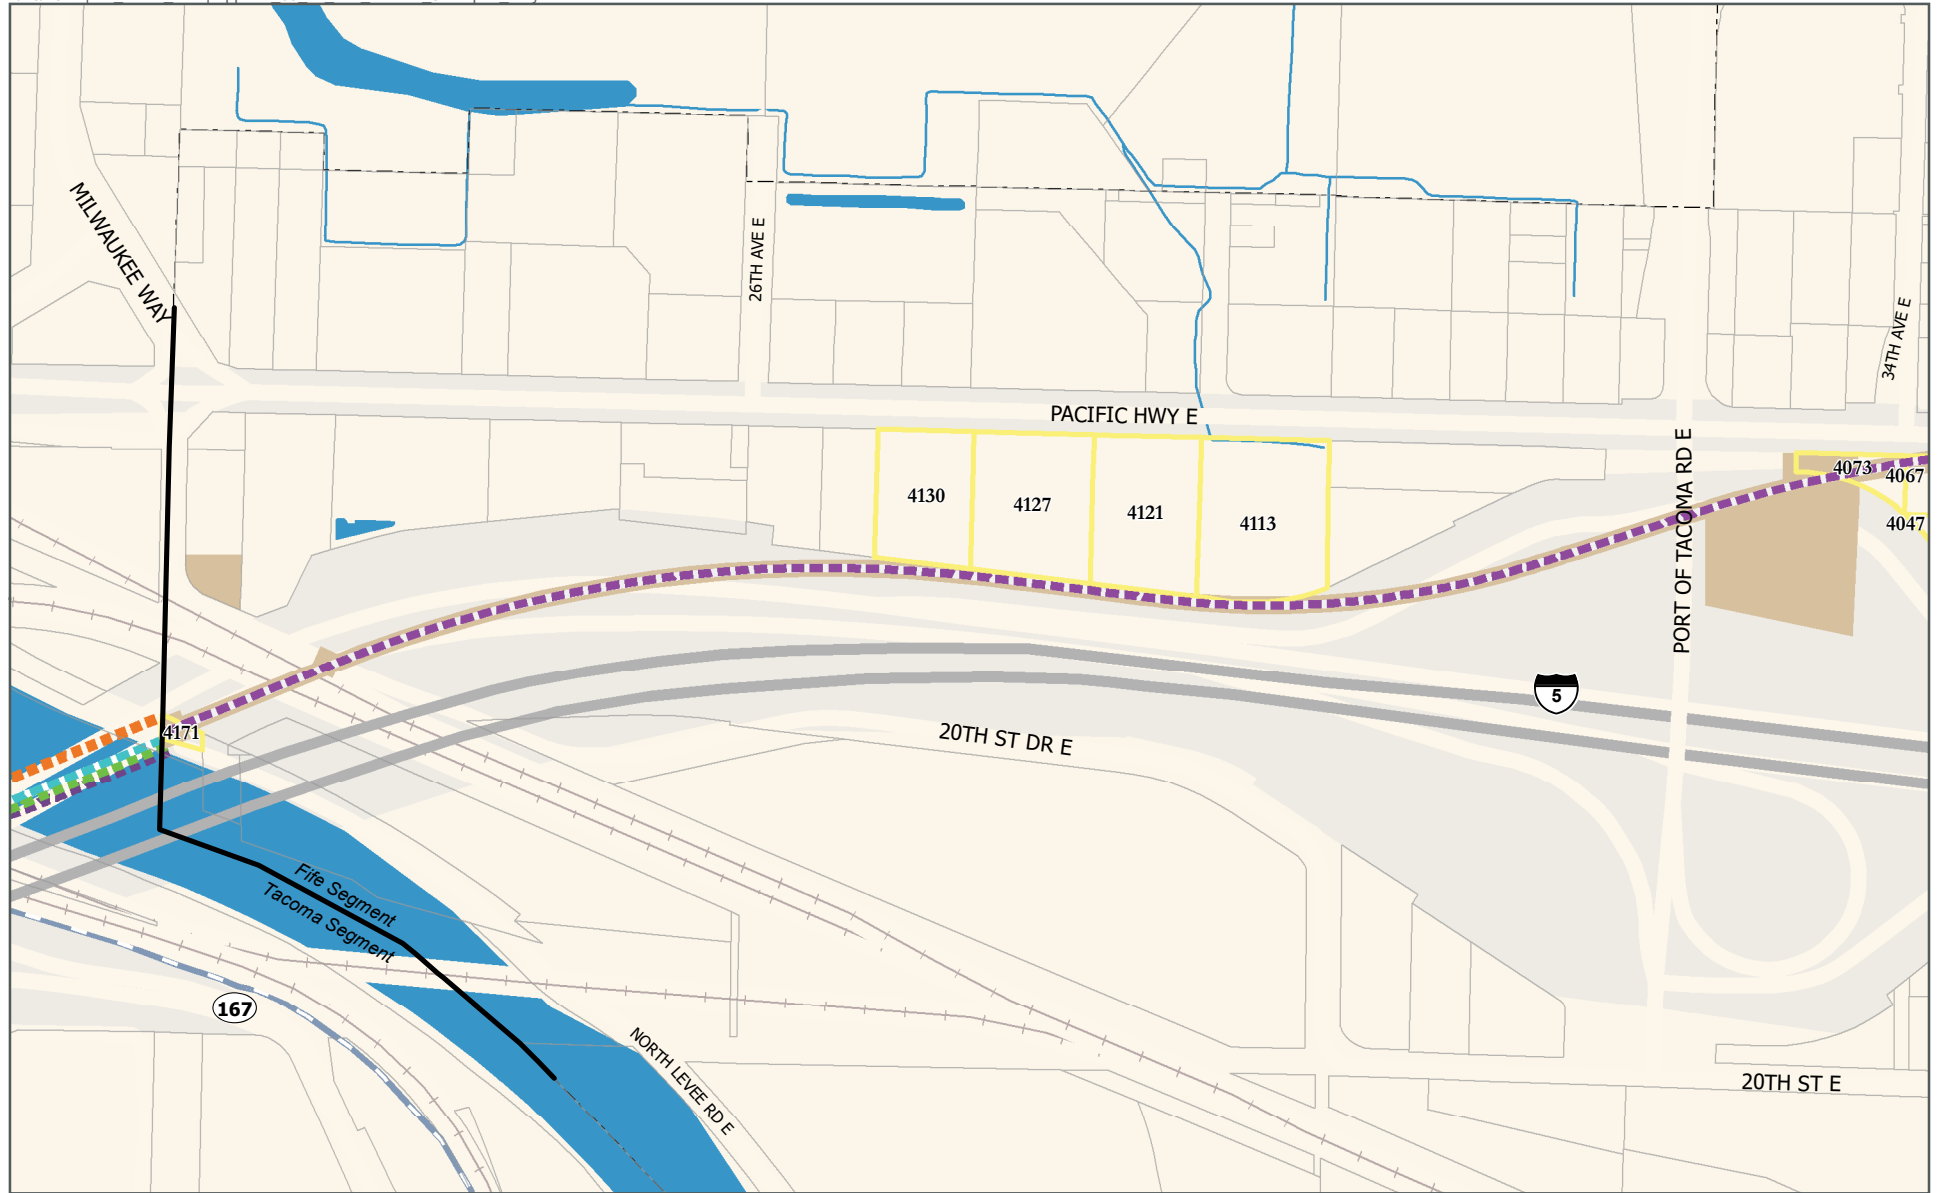 MILWAUKEE WAY
26TH AVE E
34TH AVE E
PACIFIC HWY E
PORT OF TACOMA RD E
4073
4067
4130
4127
4121
4113
4047
5
4171
20TH ST DR E
Fife Segment
Tacoma Segment
167
NORTH LEVEE RD E
20TH ST E